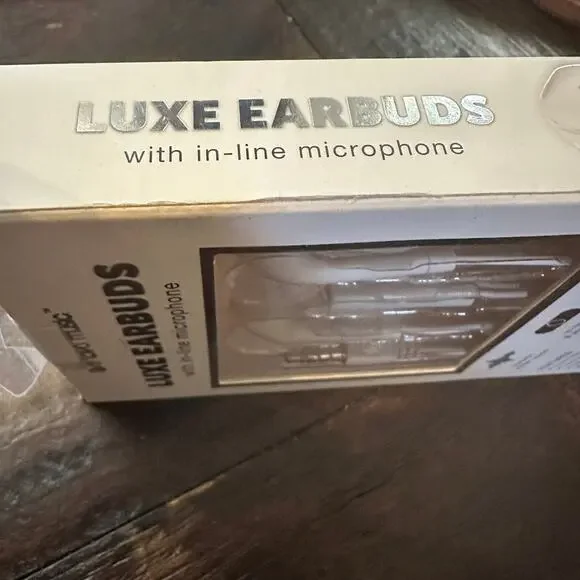 LUXE EARBUDS
with in-line microphone
LUXE EARBUDS
with in-line microphone